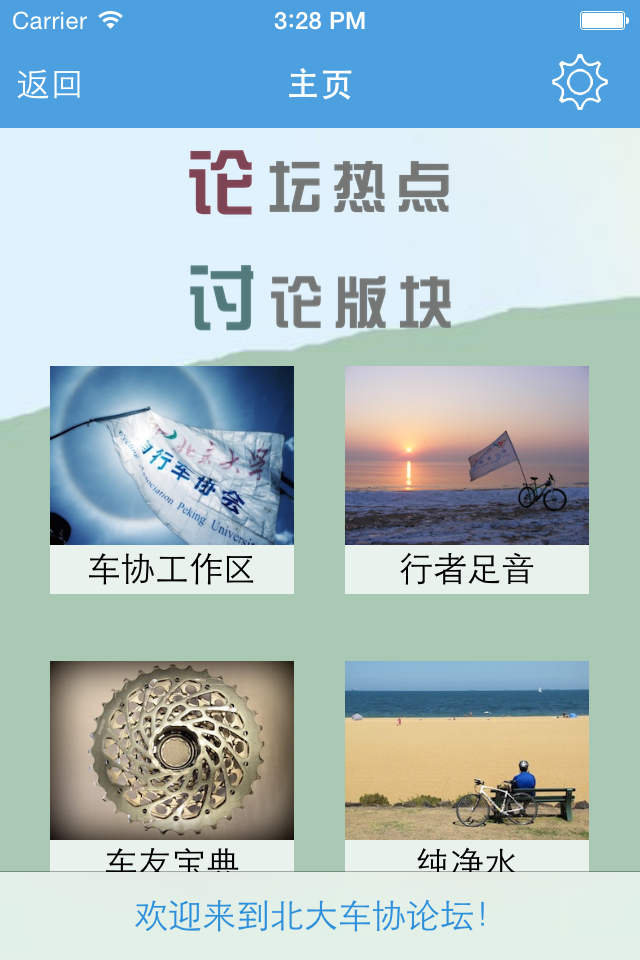 Carrier 3:28 PM
返回 主页
论坛热点
讨论版块
北京大学
自行车协会
Association Peking University
车协工作区
行者足音
车友宝典
纯净水
欢迎来到北大车协论坛!